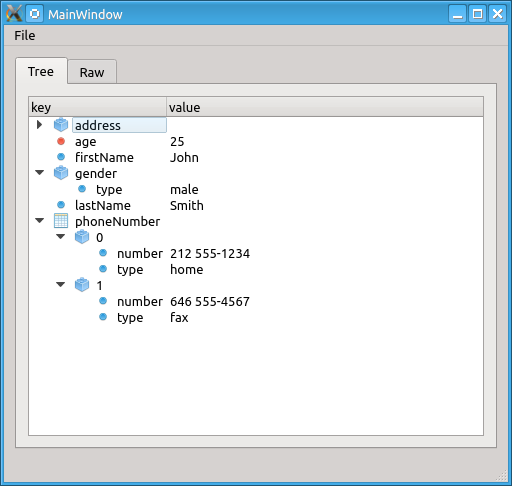 MainWindow
File
Tree Raw
key value
address
age 25
firstName John
gender
type male
lastName Smith
phoneNumber
0
number 212 555-1234
type home
1
number 646 555-4567
type fax